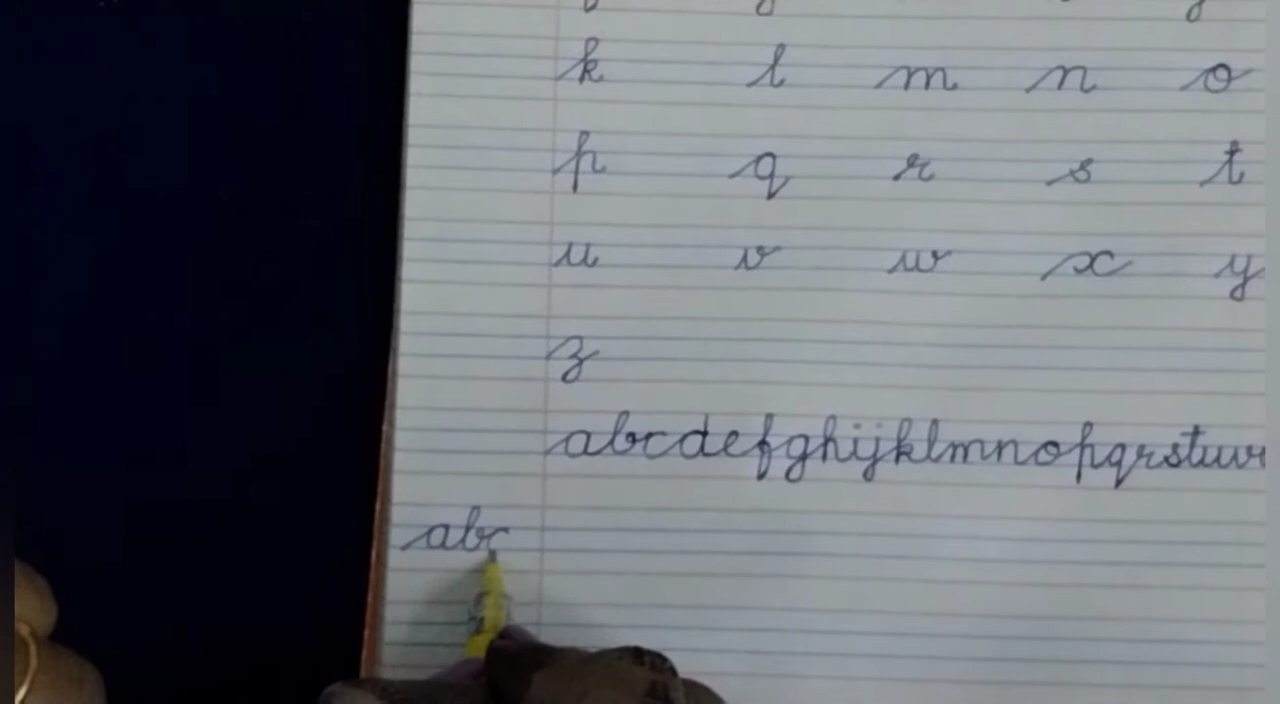 k l m n o
p q r s t
u v w x y
z
abcdefghijklmnopqrstuv
abc